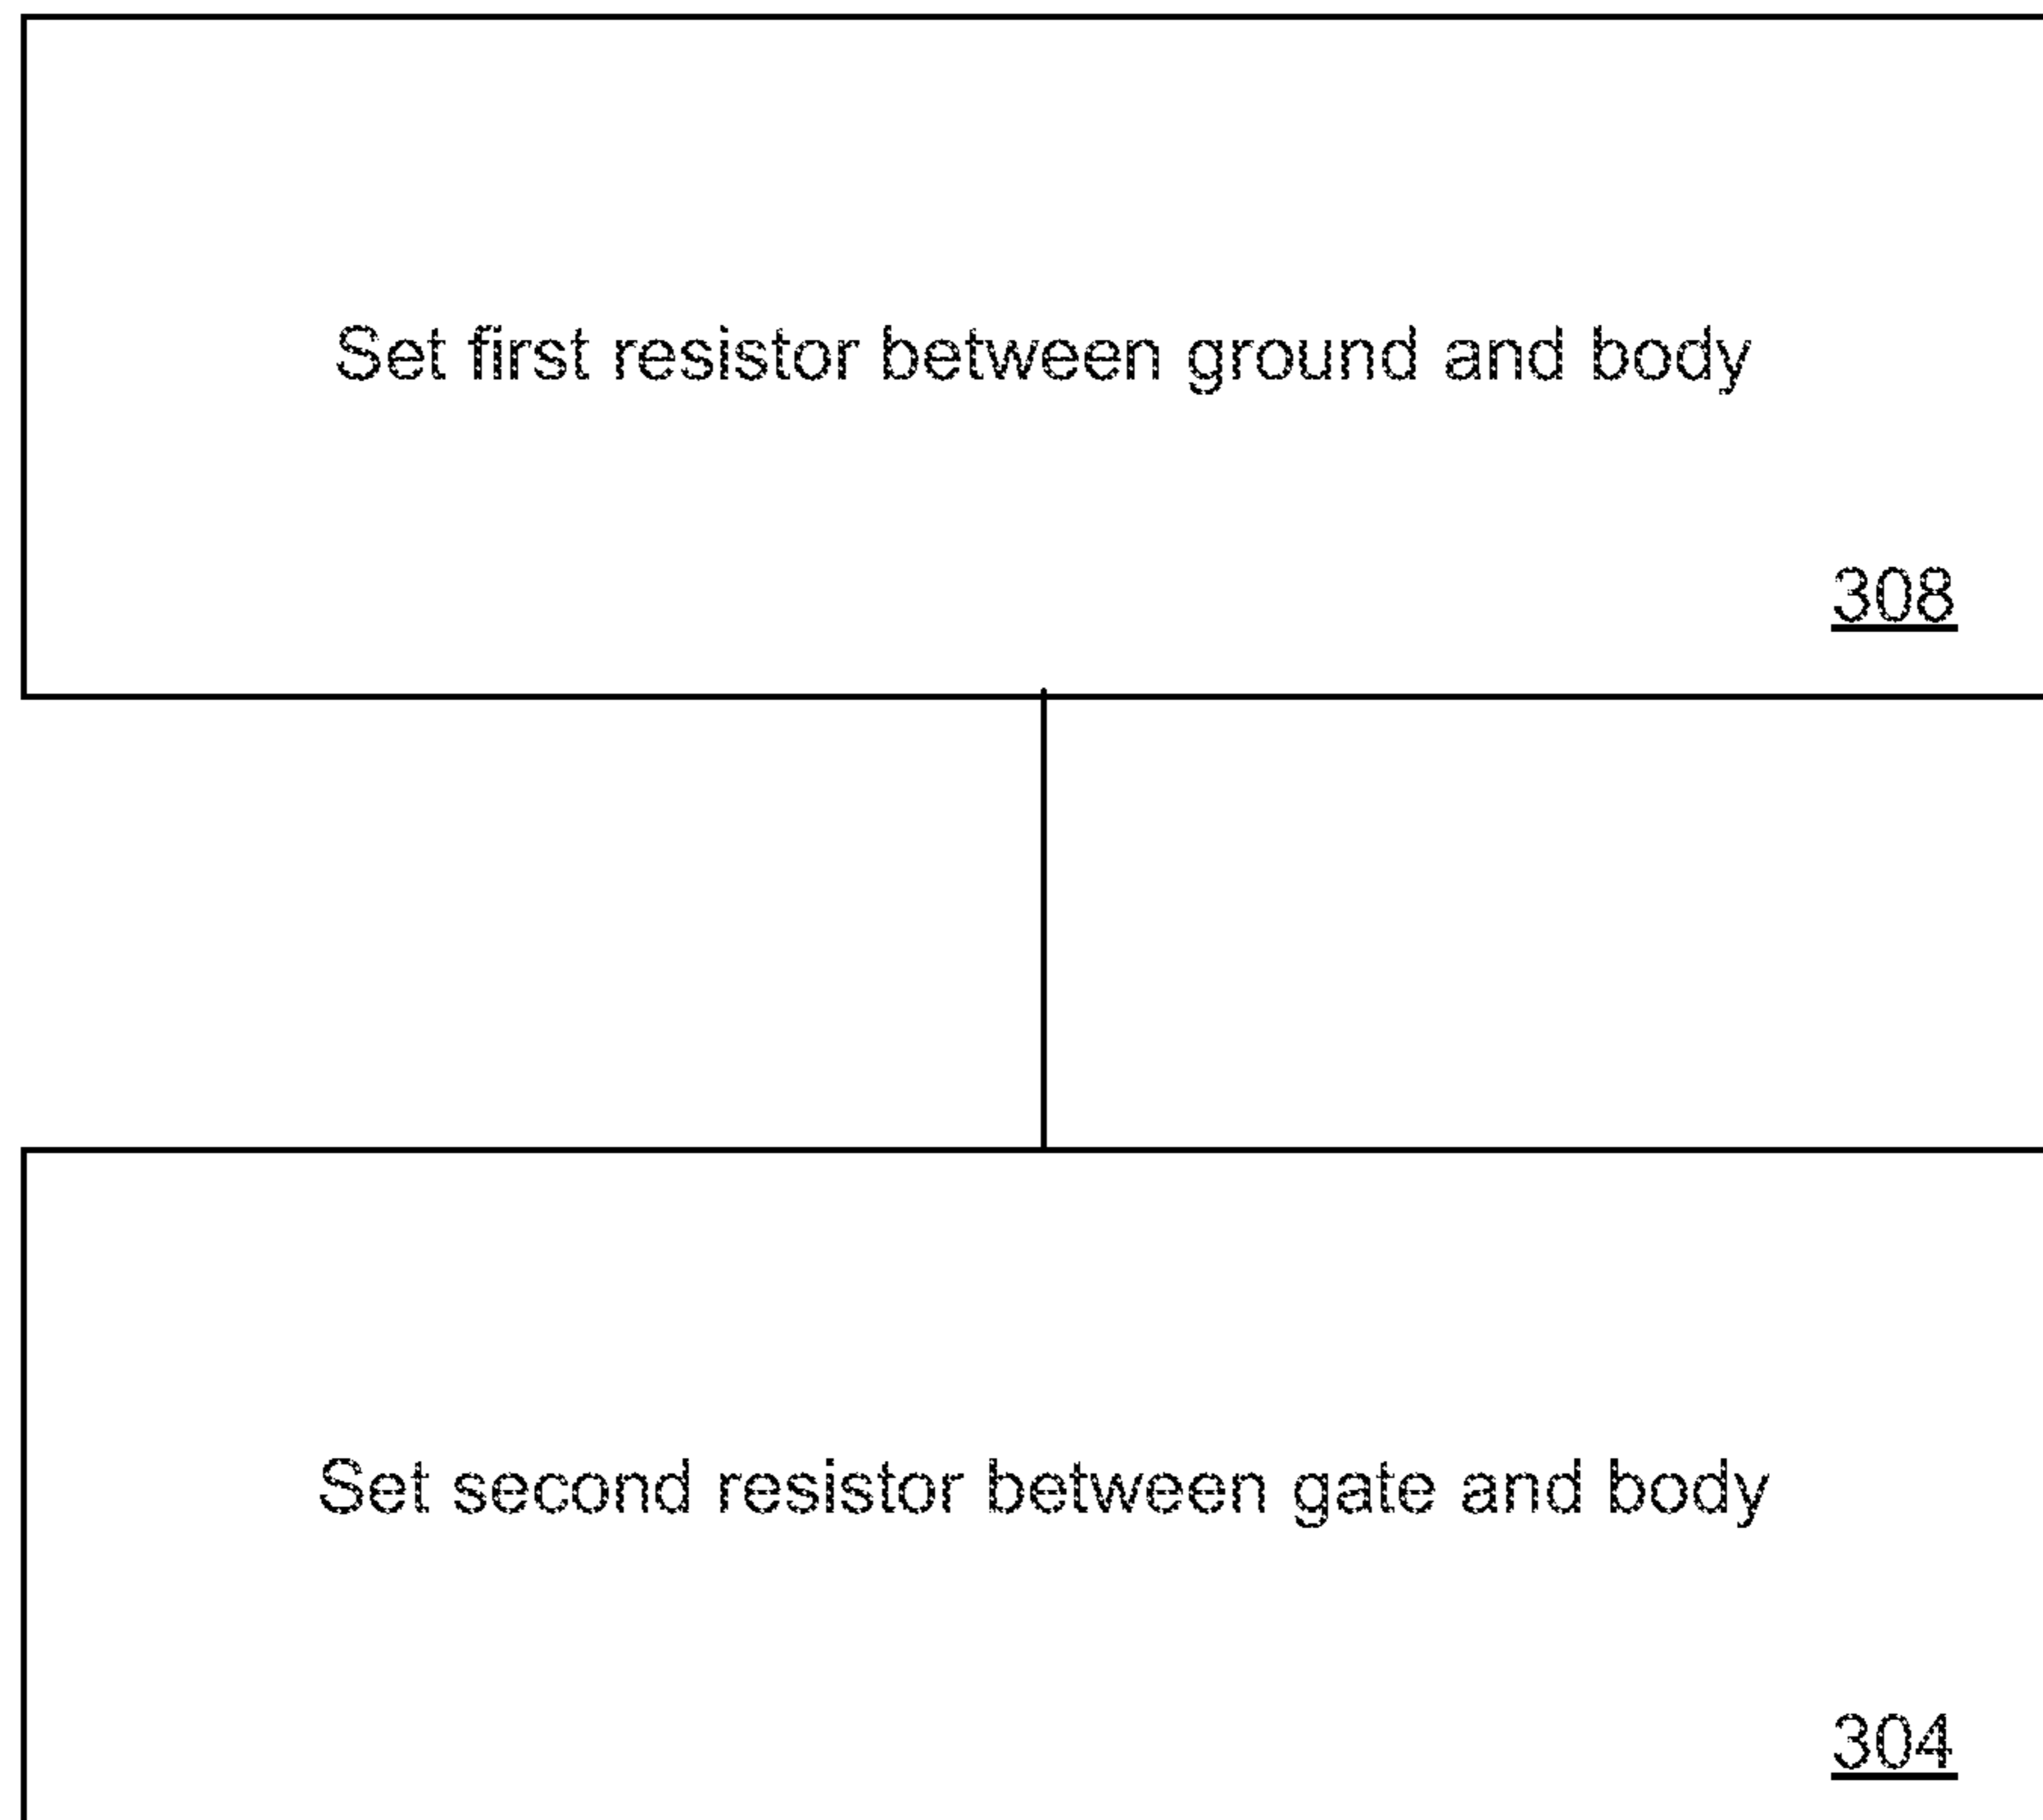 Set first resistor between ground and body
308
Set second resistor between gate and body
304